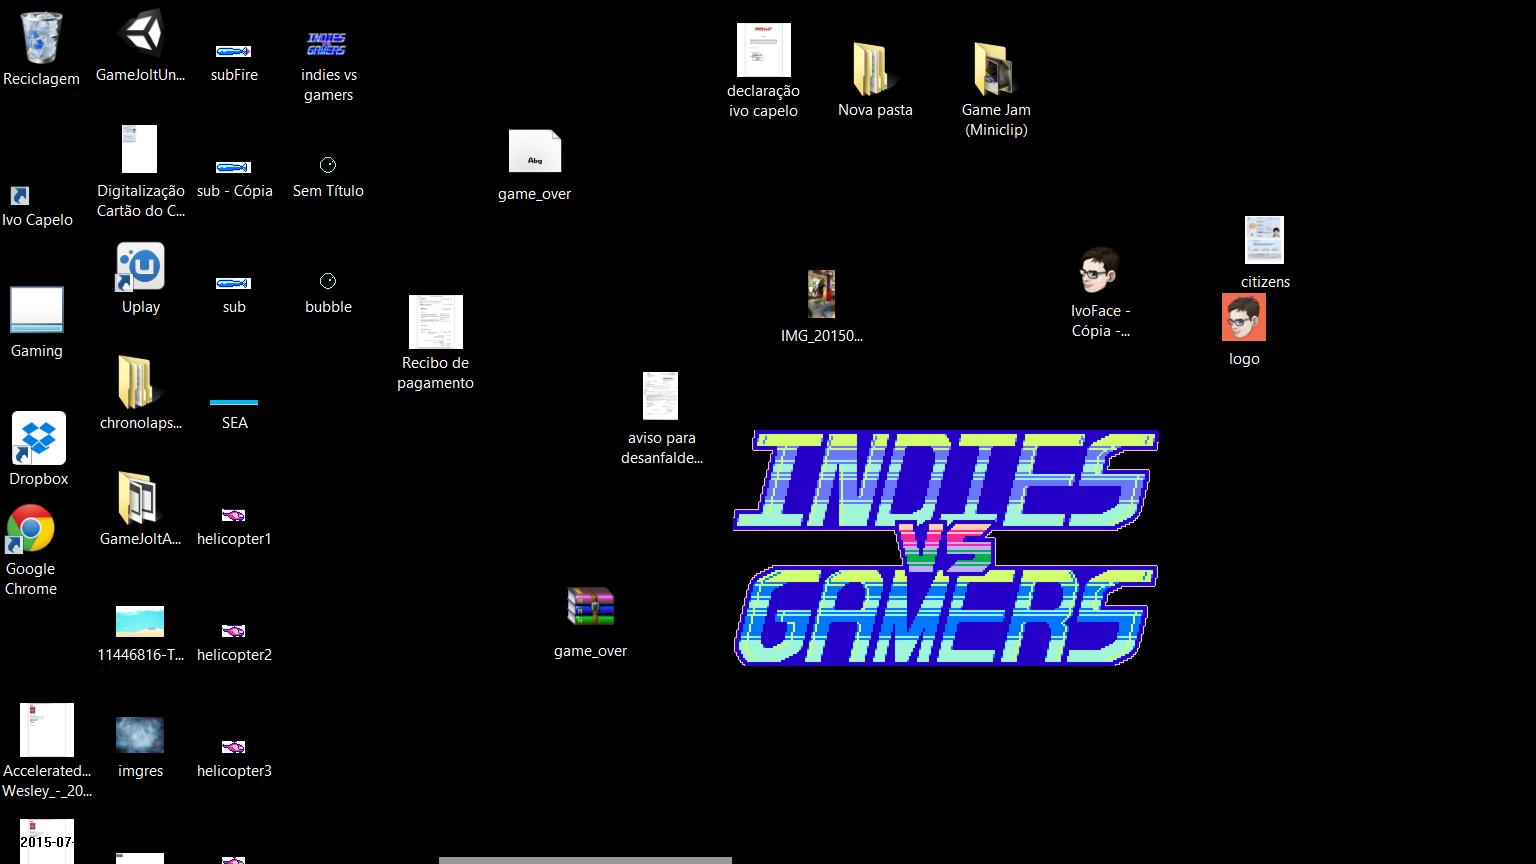 Reciclagem
GameJoltUn...
subFire
indies vs
gamers
declaração
ivo capelo
Nova pasta
Game Jam
(Miniclip)
Ivo Capelo
Digitalização
Cartão do C...
sub - Cópia
Sem Título
Abg
game_over
Uplay
sub
bubble
citizens
Gaming
Recibo de
pagamento
IMG_20150...
IvoFace -
Cópia -...
logo
chronolaps...
SEA
aviso para
desanfalde...
Dropbox
GameJoltA...
helicopter1
INDIES
VS
GAMERS
Google
Chrome
11446816-T...
helicopter2
game_over
Accelerated...
Wesley_-_20...
imgres
helicopter3
2015-07-